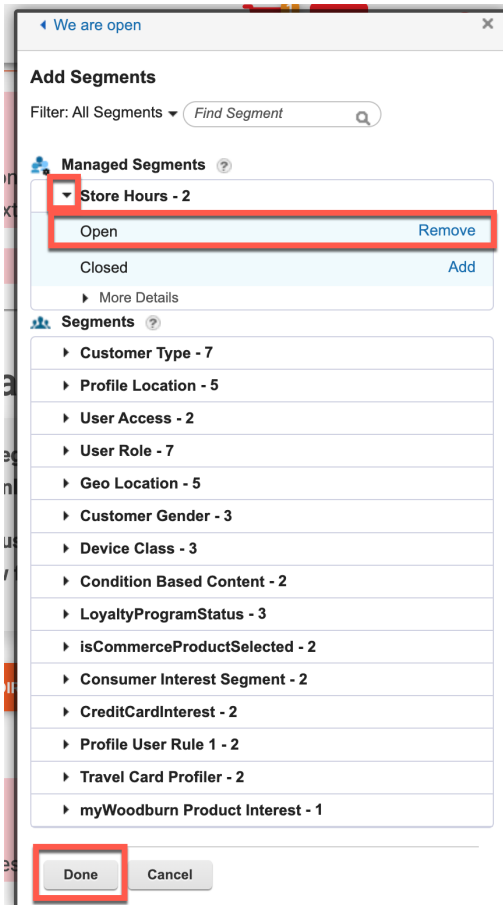 We are open
×
Add Segments
Filter: All Segments Find Segment
Managed Segments ?
Store Hours - 2
Open Remove
Closed Add
More Details
Segments ?
Customer Type - 7
Profile Location - 5
User Access - 2
User Role - 7
Geo Location - 5
Customer Gender - 3
Device Class - 3
Condition Based Content - 2
LoyaltyProgramStatus - 3
isCommerceProductSelected - 2
Consumer Interest Segment - 2
CreditCardInterest - 2
Profile User Rule 1 - 2
Travel Card Profiler - 2
myWoodburn Product Interest - 1
Done Cancel